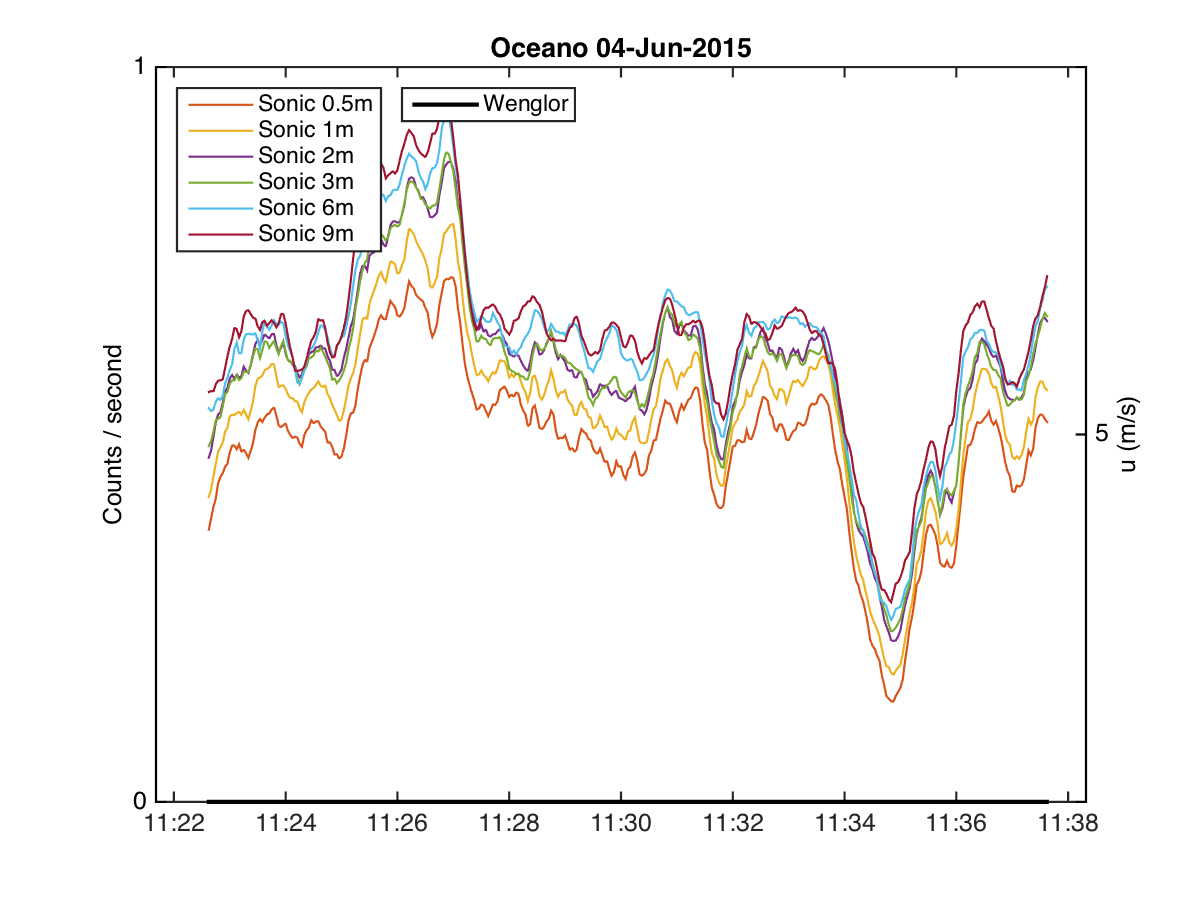 Oceano 04-Jun-2015
1
Sonic 0.5m
Sonic 1m
Sonic 2m
Sonic 3m
Sonic 6m
Sonic 9m
Wenglor
Counts / second
5
u (m/s)
0
11:22 11:24 11:26 11:28 11:30 11:32 11:34 11:36 11:38